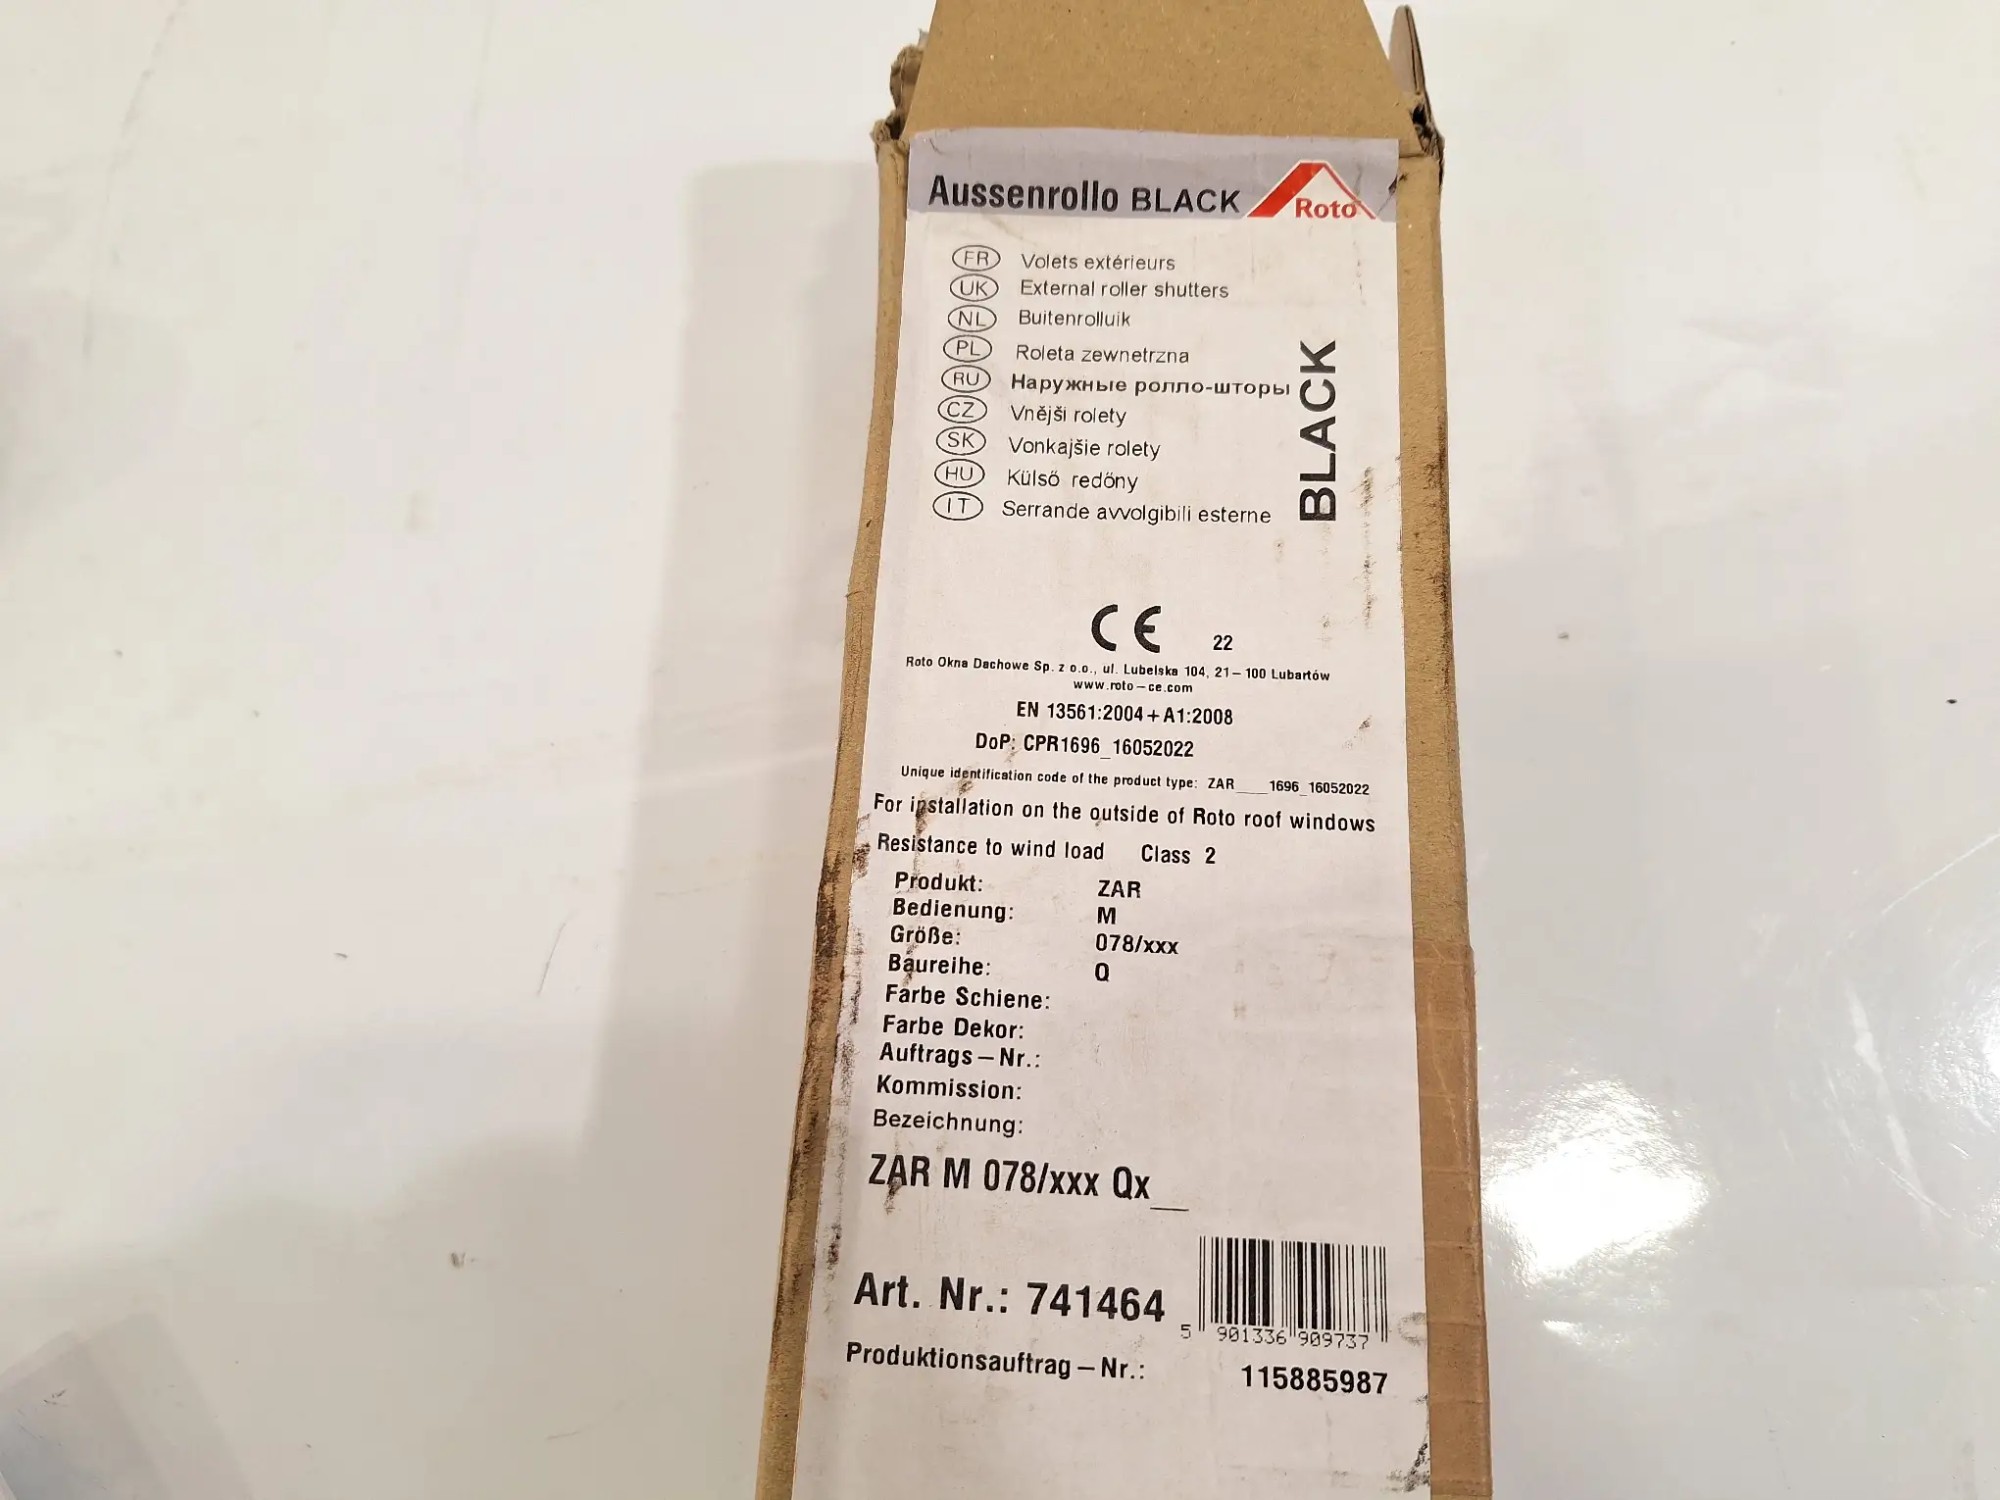 Aussenrollo BLACK
Roto
FR Volets extérieurs
UK External roller shutters
NL Buitenrolluik
PL Roleta zewnetrzna
RU Наружные ролло-шторы
CZ Vnější rolety
SK Vonkajšie rolety
HU Külső redőny
IT Serrande avvolgibili esterne
BLACK
CE 22
Roto Okna Dachowe Sp. z o.o., ul. Lubelska 104, 21-100 Lubartów
www.roto-ce.com
EN 13561:2004+A1:2008
DoP: CPR1696_16052022
Unique identification code of the product type: ZAR____1696_16052022
For installation on the outside of Roto roof windows
Resistance to wind load Class 2
Produkt: ZAR
Bedienung: M
Größe: 078/xxx
Baureihe: Q
Farbe Schiene:
Farbe Dekor:
Auftrags-Nr.:
Kommission:
Bezeichnung:
ZAR M 078/xxx Qx__
Art. Nr.: 741464
5 901336 909737
Produktionsauftrag-Nr.: 115885987